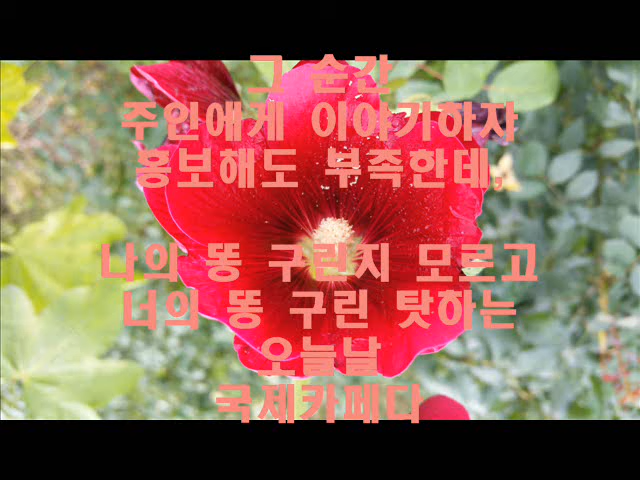 그 순간
주인에게 이야기하자
홍보해도 부족한데,
나의 똥 구린지 모르고
너의 똥 구린 탓하는
오늘날
국제카페다